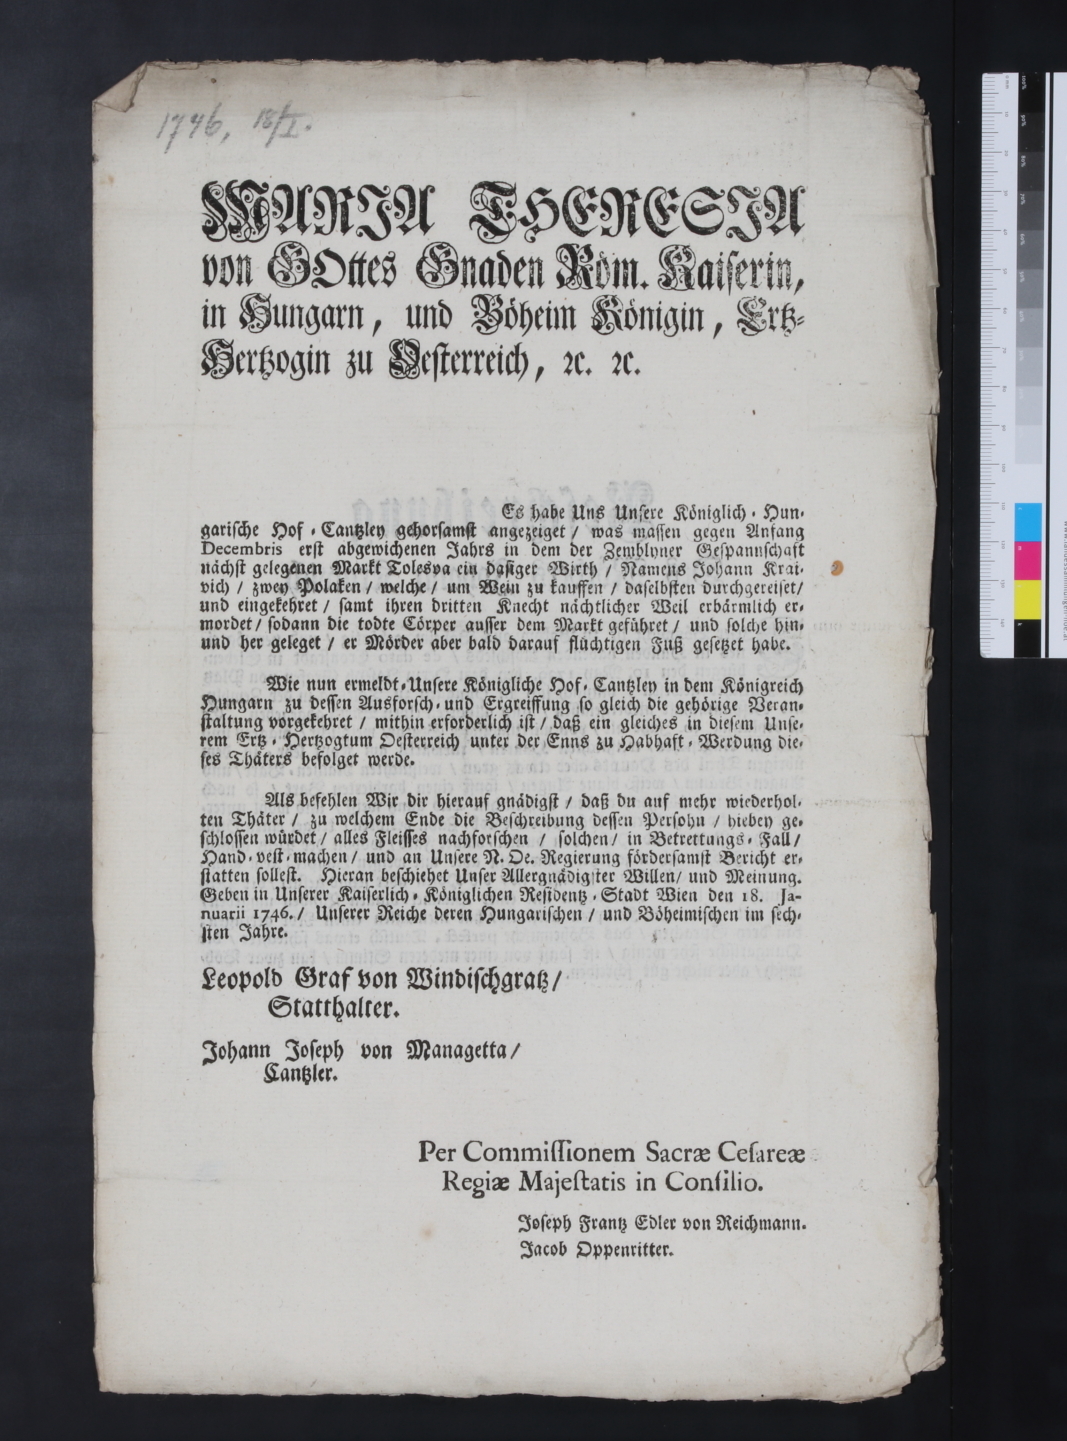 1746, 18/I.
MARIA THERESIA
von GOttes Gnaden Röm. Kaiserin,
in Hungarn, und Böheim Königin, Ertz-
Hertzogin zu Oesterreich, ꝛc. ꝛc.
Es habe Uns Unsere Königlich-Hun-
garische Hof-Cantzley gehorsamst angezeiget / was massen gegen Anfang
Decembris erst abgewichenen Jahrs in dem der Zemblyner Gespannschaft
nächst gelegenen Markt Tolesva ein dasiger Wirth / Namens Johann Krai-
vich / zwey Polaken / welche / um Wein zu kauffen / daselbsten durchgereiset /
und eingekehret / samt ihren dritten Knecht nächtlicher Weil erbärmlich er-
mordet / sodann die todte Cörper ausser dem Markt geführet / und solche hin-
und her geleget / er Mörder aber bald darauf flüchtigen Fuß gesetzet habe.
Wie nun ermeldt-Unsere Königliche Hof-Cantzley in dem Königreich
Hungarn zu dessen Ausforsch-und Ergreiffung so gleich die gehörige Veran-
staltung vorgekehret / mithin erforderlich ist / daß ein gleiches in diesem Unse-
rem Ertz-Hertzogtum Oesterreich unter der Enns zu Habhaft-Werdung die-
ses Thäters befolget werde.
Als befehlen Wir dir hierauf gnädigst / daß du auf mehr wiederhol-
ten Thäter / zu welchem Ende die Beschreibung dessen Persohn / hiebey ge-
schlossen würdet / alles Fleisses nachforschen / solchen / in Betrettungs-Fall /
Hand-vest-machen / und an Unsere N. Oe. Regierung fördersamst Bericht er-
statten sollest. Hieran beschiehet Unser Allergnädigster Willen / und Meinung.
Geben in Unserer Kaiserlich-Königlichen Residentz-Stadt Wien den 18. Ja-
nuarii 1746. / Unserer Reiche deren Hungarischen / und Böheimischen im sech-
sten Jahre.
Leopold Graf von Windischgratz /
Statthalter.
Johann Joseph von Managetta /
Cantzler.
Per Commissionem Sacræ Cesareæ
Regiæ Majestatis in Consilio.
Joseph Frantz Edler von Reichmann.
Jacob Oppenritter.